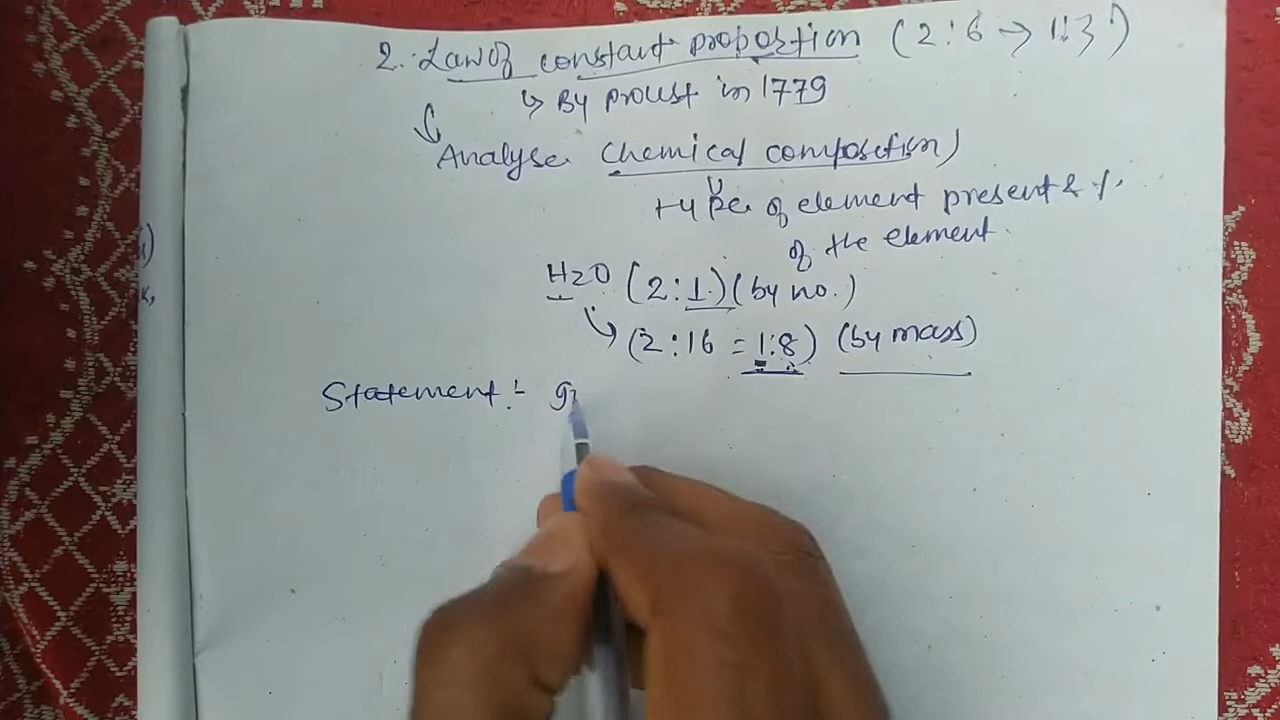 2. Law of constant proportion (2:6 → 1:3)
↳ By proust in 1779
Analyse chemical composition)
type of element present & %
of the element.
H2O (2:1) (by no.)
(2:16 = 1:8) (by mass)
Statement :-